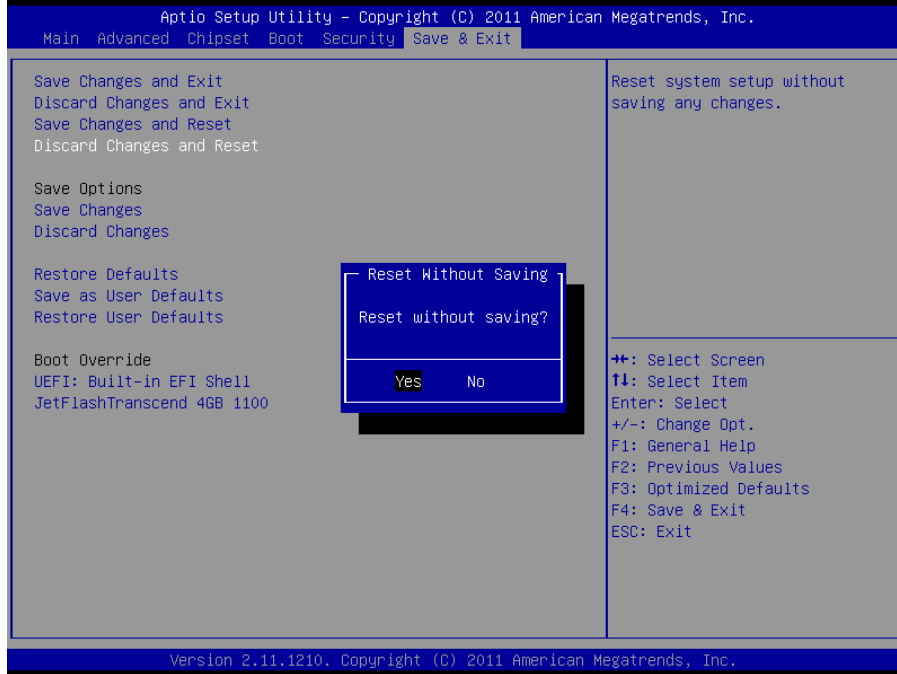 Aptio Setup Utility – Copyright (C) 2011 American Megatrends, Inc.
Main Advanced Chipset Boot Security Save & Exit
Save Changes and Exit
Discard Changes and Exit
Save Changes and Reset
Discard Changes and Reset
Save Options
Save Changes
Discard Changes
Restore Defaults
Save as User Defaults
Restore User Defaults
Boot Override
UEFI: Built-in EFI Shell
JetFlashTranscend 4GB 1100
Reset Without Saving
Reset without saving?
Yes No
Reset system setup without
saving any changes.
→←: Select Screen
↑↓: Select Item
Enter: Select
+/-: Change Opt.
F1: General Help
F2: Previous Values
F3: Optimized Defaults
F4: Save & Exit
ESC: Exit
Version 2.11.1210. Copyright (C) 2011 American Megatrends, Inc.